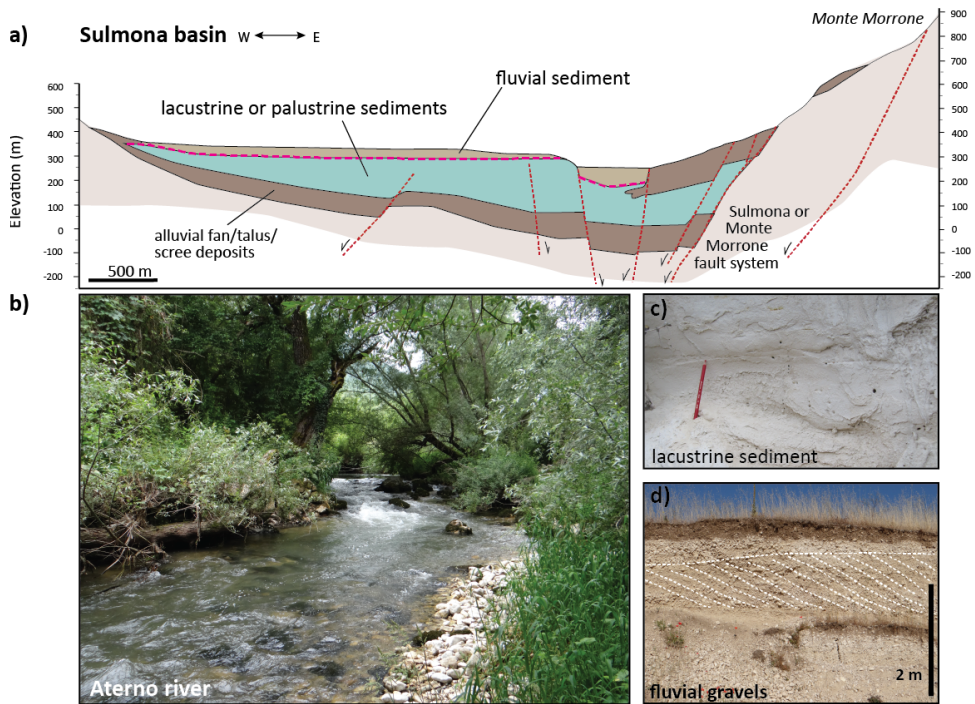 a)
Sulmona basin W E
Monte Morrone
fluvial sediment
lacustrine or palustrine sediments
600
500
400
300
200
100
0
-100
-200
Elevation (m)
900
800
700
600
500
400
300
200
100
0
-100
-200
alluvial fan/talus/
scree deposits
Sulmona or
Monte
Morrone
fault system
500 m
b)
Aterno river
c)
lacustrine sediment
d)
2 m
fluvial gravels